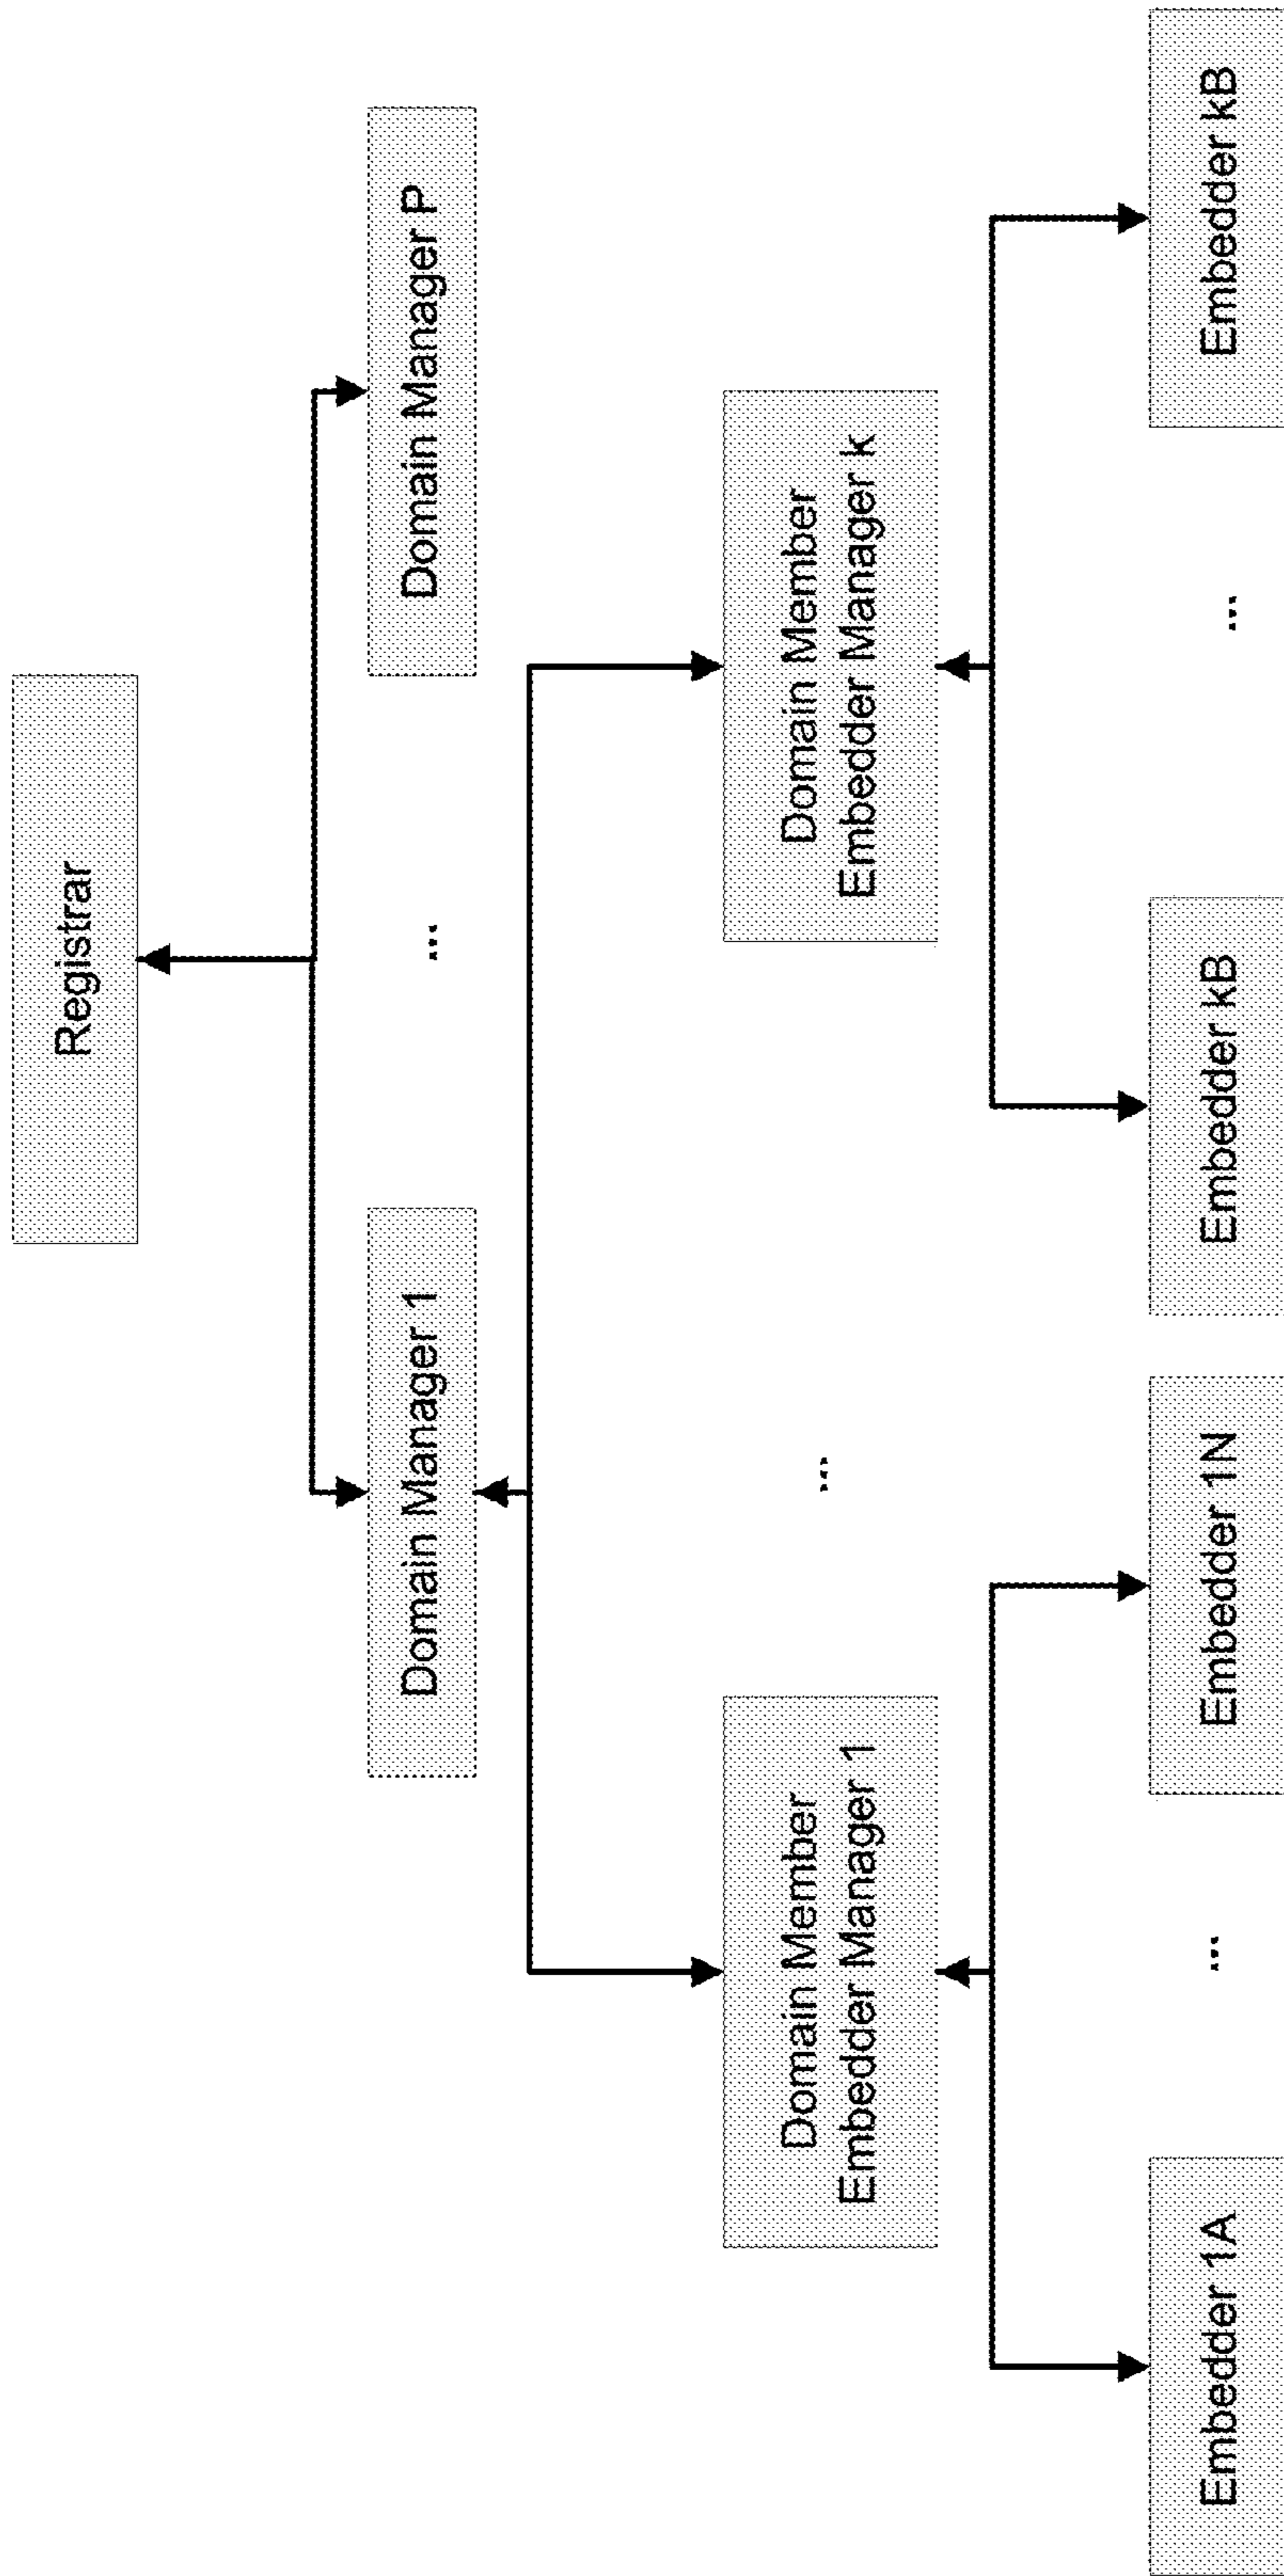 Registrar
Domain Manager 1
...
Domain Manager P
Domain Member
Embedder Manager 1
...
Domain Member
Embedder Manager k
Embedder 1A
...
Embedder 1N
Embedder kB
...
Embedder kB